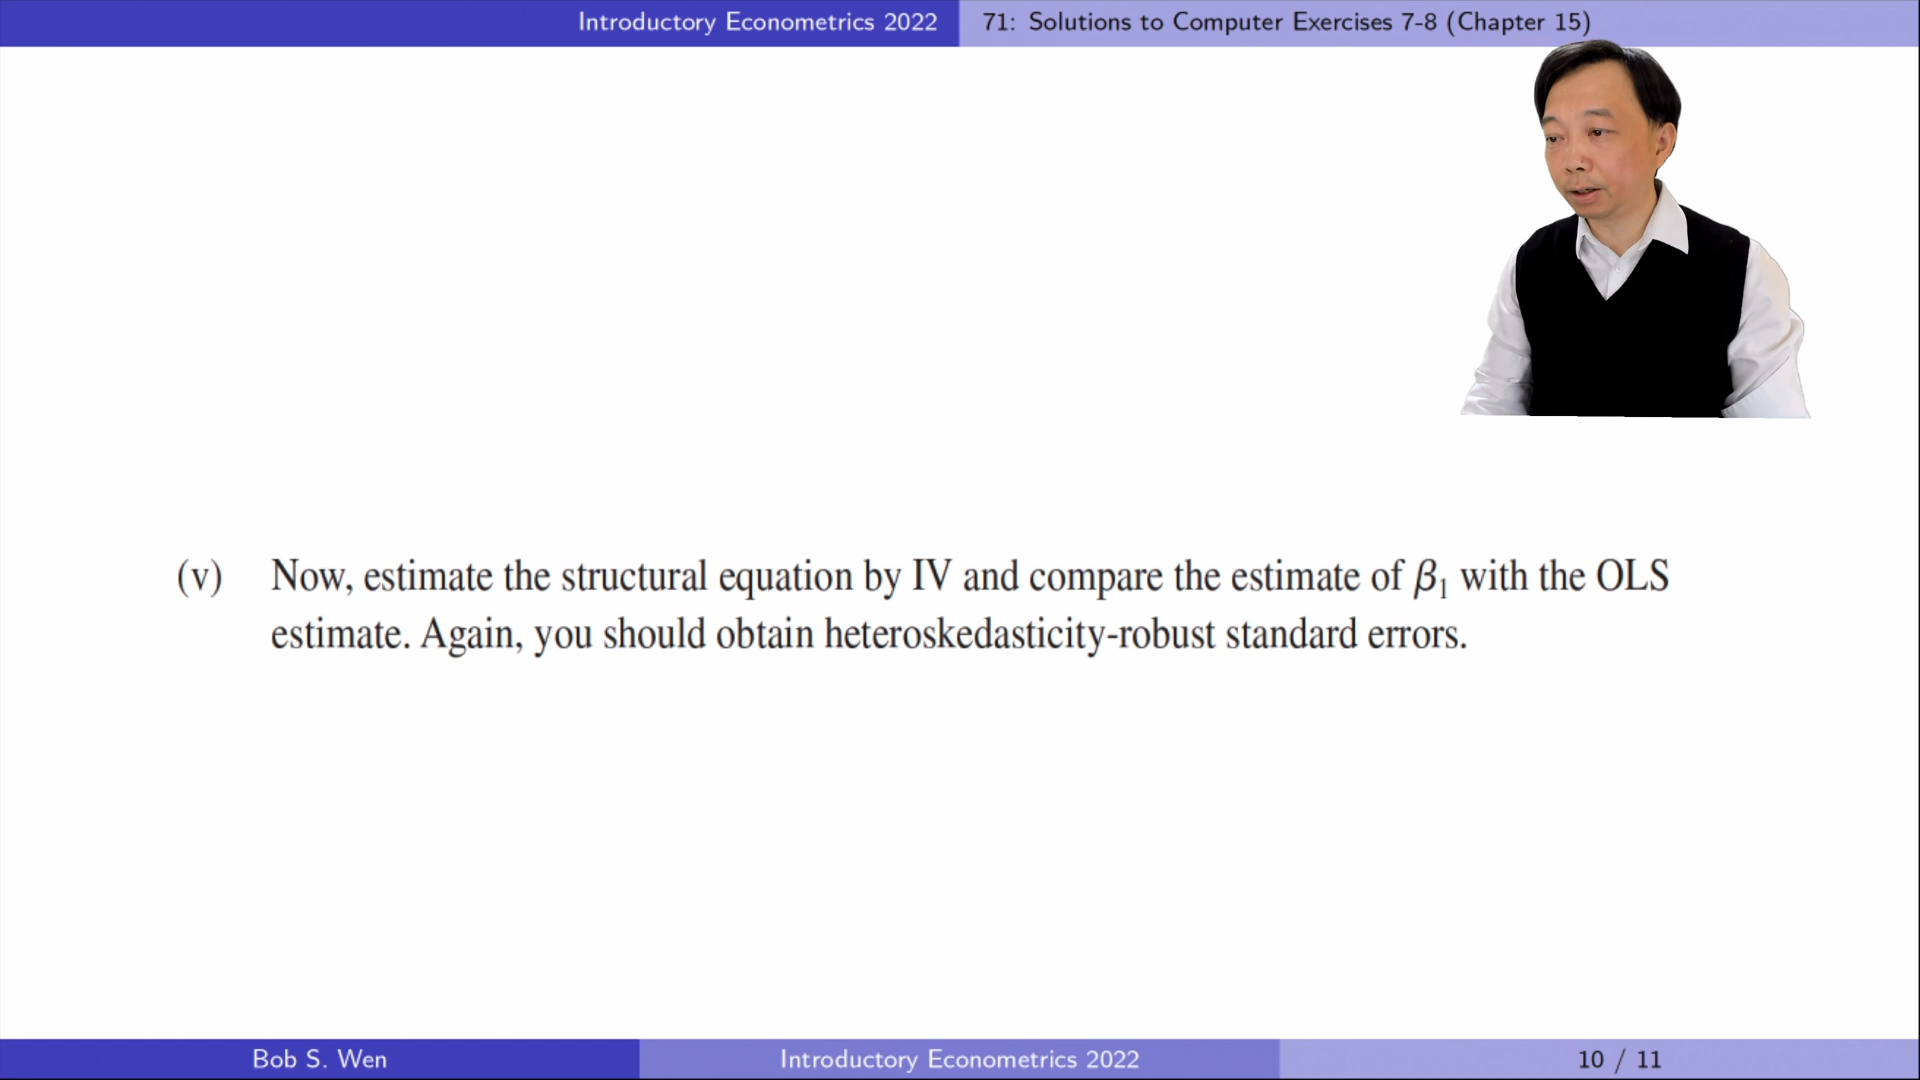 Introductory Econometrics 2022
71: Solutions to Computer Exercises 7-8 (Chapter 15)
(v) Now, estimate the structural equation by IV and compare the estimate of β₁ with the OLS
estimate. Again, you should obtain heteroskedasticity-robust standard errors.
Bob S. Wen
Introductory Econometrics 2022
10 / 11